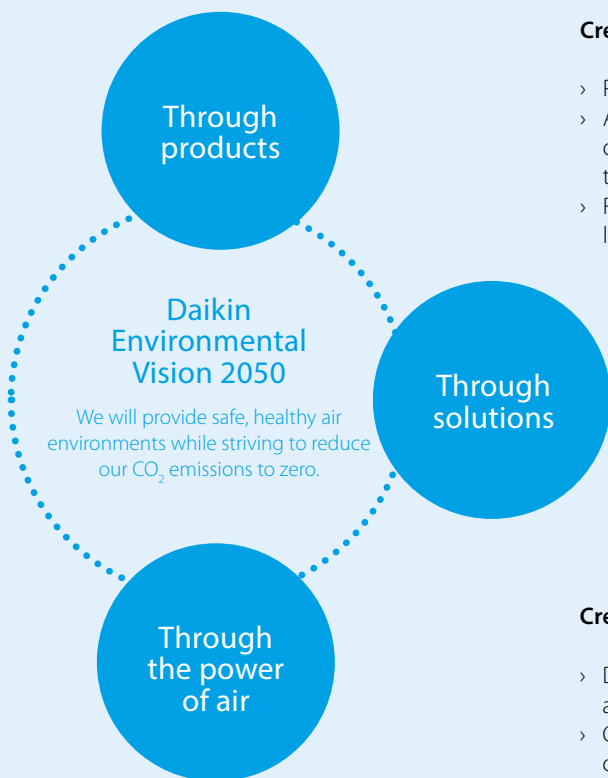 Through
products
Daikin
Environmental
Vision 2050
We will provide safe, healthy air
environments while striving to reduce
our CO₂ emissions to zero.
Through
solutions
Through
the power
of air